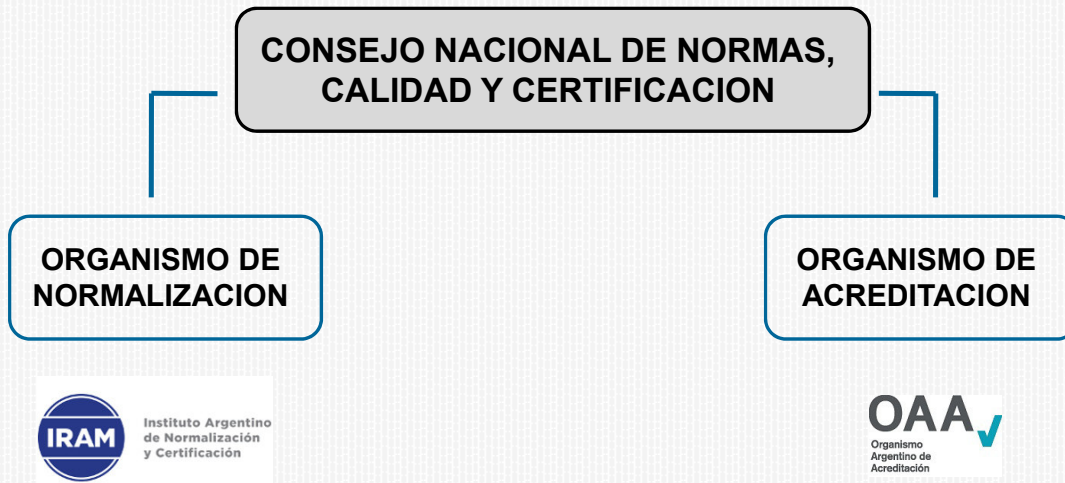 CONSEJO NACIONAL DE NORMAS,
CALIDAD Y CERTIFICACION
ORGANISMO DE
NORMALIZACION
ORGANISMO DE
ACREDITACION
IRAM
Instituto Argentino
de Normalización
y Certificación
OAA
Organismo
Argentino de
Acreditación